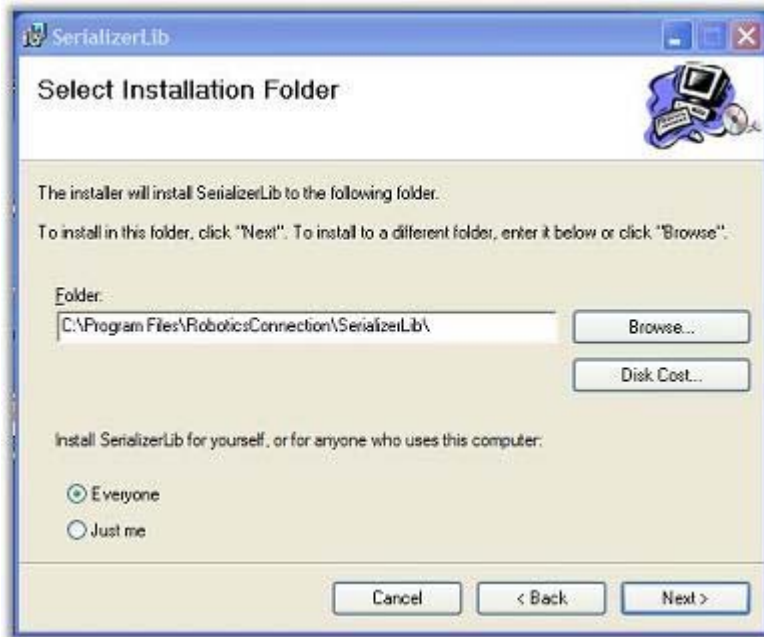 SerializerLib
Select Installation Folder
The installer will install SerializerLib to the following folder.
To install in this folder, click "Next". To install to a different folder, enter it below or click "Browse".
Folder:
C:\Program Files\RoboticsConnection\SerializerLib\
Browse...
Disk Cost...
Install SerializerLib for yourself, or for anyone who uses this computer:
Everyone
Just me
Cancel
< Back
Next >